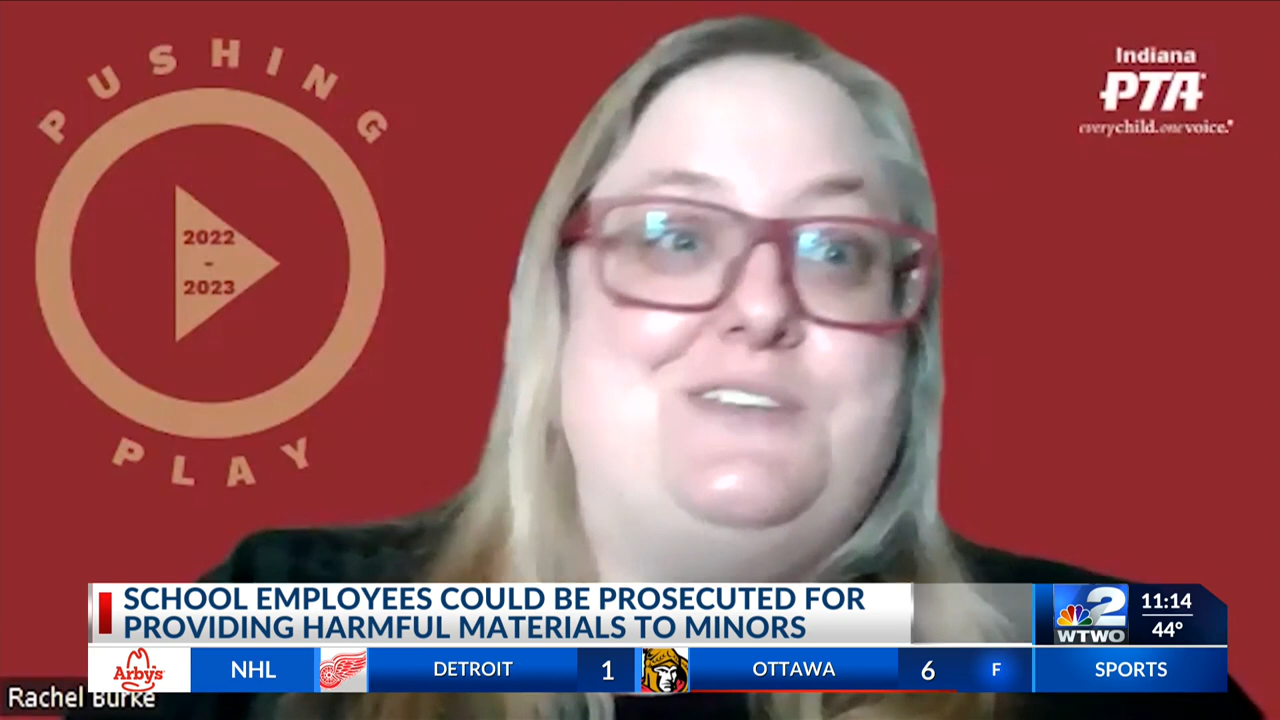 PUSHING
2022
-
2023
PLAY
Indiana
PTA
everychild.onevoice.®
SCHOOL EMPLOYEES COULD BE PROSECUTED FOR
PROVIDING HARMFUL MATERIALS TO MINORS
2
WTWO
11:14
44°
Arby's
NHL
DETROIT
1
OTTAWA
6
F
SPORTS
Rachel Burke